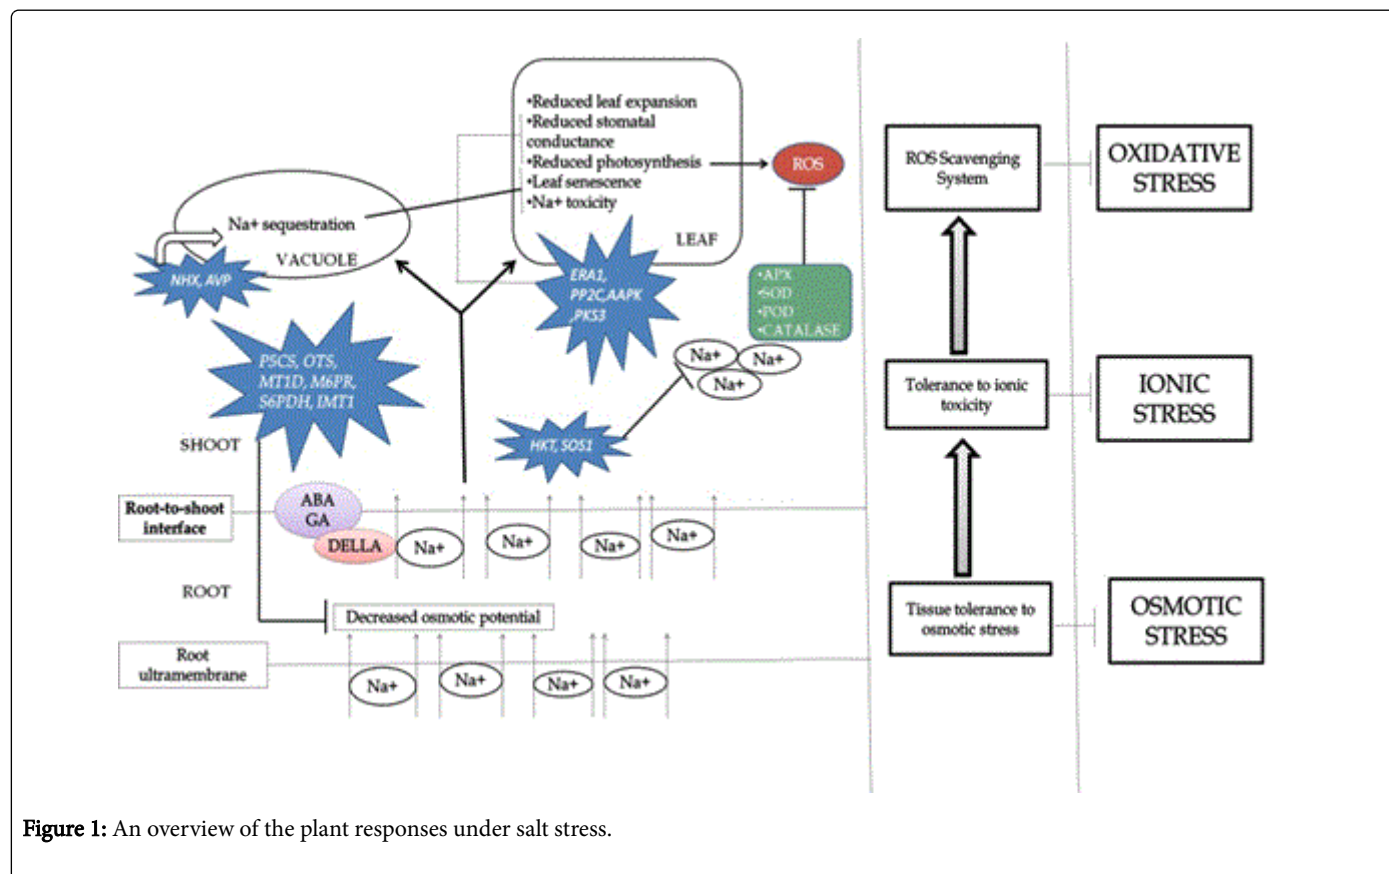 •Reduced leaf expansion
•Reduced stomatal
conductance
•Reduced photosynthesis
•Leaf senescence
•Na+ toxicity
LEAF
ROS
Na+ sequestration
VACUOLE
NHX, AVP
ERA1,
PP2C,AAPK
,PKS3
•APX
•SOD
•POD
•CATALASE
P5CS, OTS,
MT1D, M6PR,
S6PDH, IMT1
Na+
Na+
Na+
HKT, SOS1
SHOOT
Root-to-shoot
interface
ABA
GA
DELLA
Na+
Na+
Na+
Na+
ROOT
Decreased osmotic potential
Root
ultramembrane
Na+
Na+
Na+
Na+
ROS Scavenging
System
OXIDATIVE
STRESS
Tolerance to ionic
toxicity
IONIC
STRESS
Tissue tolerance to
osmotic stress
OSMOTIC
STRESS
Figure 1: An overview of the plant responses under salt stress.